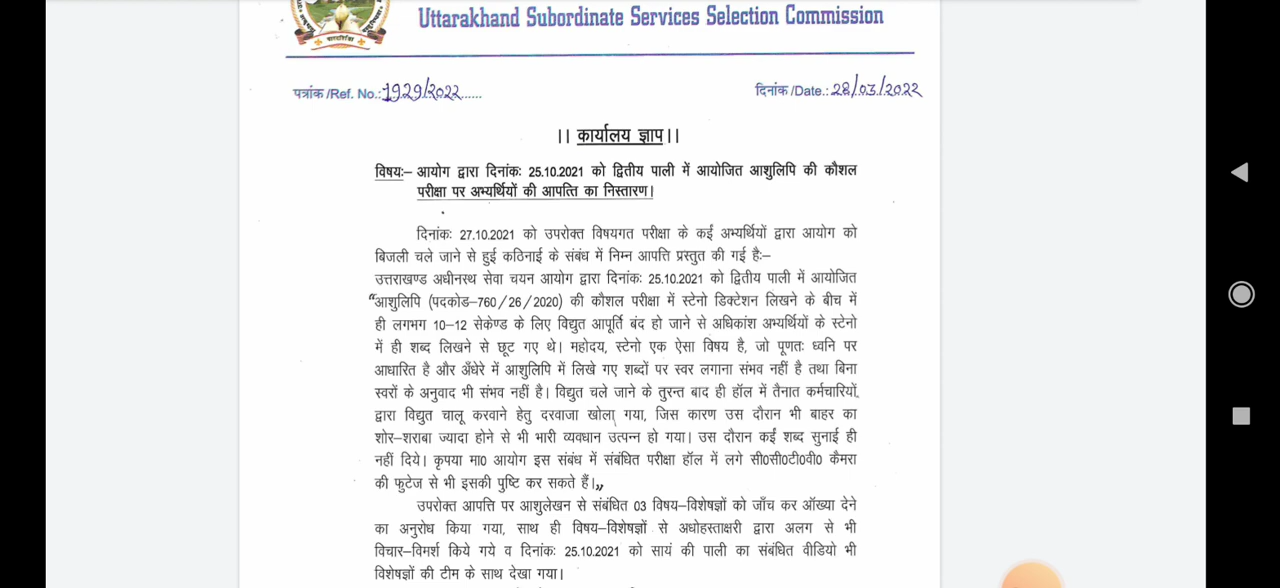 Uttarakhand Subordinate Services Selection Commission
पत्रांक /Ref. No.: 1929/2022......
दिनांक /Date.: 28/03/2022
।। कार्यालय ज्ञाप ।।
विषयः– आयोग द्वारा दिनांकः 25.10.2021 को द्वितीय पाली में आयोजित आशुलिपि की कौशल
परीक्षा पर अभ्यर्थियों की आपत्ति का निस्तारण।
दिनांकः 27.10.2021 को उपरोक्त विषयगत परीक्षा के कई अभ्यर्थियों द्वारा आयोग को
बिजली चले जाने से हुई कठिनाई के संबंध में निम्न आपत्ति प्रस्तुत की गई हैः–
उत्तराखण्ड अधीनस्थ सेवा चयन आयोग द्वारा दिनांकः 25.10.2021 को द्वितीय पाली में आयोजित
“आशुलिपि (पदकोड–760/26/2020) की कौशल परीक्षा में स्टेनो डिक्टेशन लिखने के बीच में
ही लगभग 10–12 सेकेण्ड के लिए विद्युत आपूर्ति बंद हो जाने से अधिकांश अभ्यर्थियों के स्टेनो
में ही शब्द लिखने से छूट गए थे। महोदय, स्टेनो एक ऐसा विषय है, जो पूणतः ध्वनि पर
आधारित है और अँधेरे में आशुलिपि में लिखे गए शब्दों पर स्वर लगाना संभव नहीं है तथा बिना
स्वरों के अनुवाद भी संभव नहीं है। विद्युत चले जाने के तुरन्त बाद ही हॉल में तैनात कर्मचारियों
द्वारा विद्युत चालू करवाने हेतु दरवाजा खोला गया, जिस कारण उस दौरान भी बाहर का
शोर–शराबा ज्यादा होने से भी भारी व्यवधान उत्पन्न हो गया। उस दौरान कई शब्द सुनाई ही
नहीं दिये। कृपया मा0 आयोग इस संबंध में संबंधित परीक्षा हॉल में लगे सी0सी0टी0वी0 कैमरा
की फुटेज से भी इसकी पुष्टि कर सकते हैं।„
उपरोक्त आपत्ति पर आशुलेखन से संबंधित 03 विषय–विशेषज्ञों को जाँच कर ऑख्या देने
का अनुरोध किया गया, साथ ही विषय–विशेषज्ञों से अधोहस्ताक्षरी द्वारा अलग से भी
विचार–विमर्श किये गये व दिनांकः 25.10.2021 को सायं की पाली का संबंधित वीडियो भी
विशेषज्ञों की टीम के साथ देखा गया।